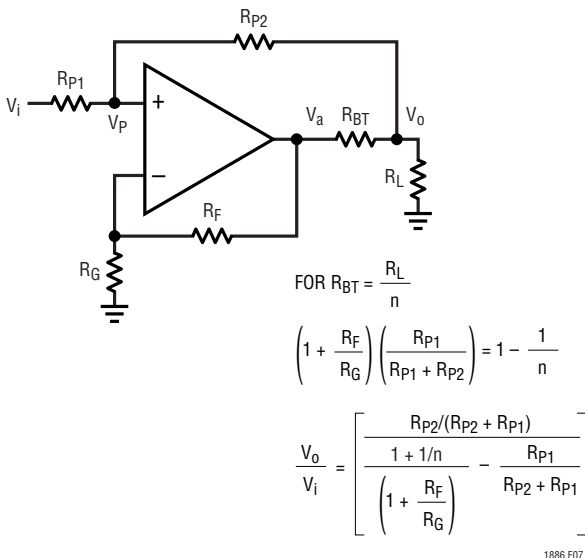 R_P2
R_P1
V_i
+
V_P
V_a
R_BT
V_o
−
R_L
R_F
R_G
FOR R_BT = R_L / n
(1 + R_F / R_G) (R_P1 / (R_P1 + R_P2)) = 1 − 1 / n
V_o / V_i = [ R_P2/(R_P2 + R_P1) / ( (1 + 1/n) / (1 + R_F / R_G) − R_P1 / (R_P2 + R_P1) ) ]
1886 F07